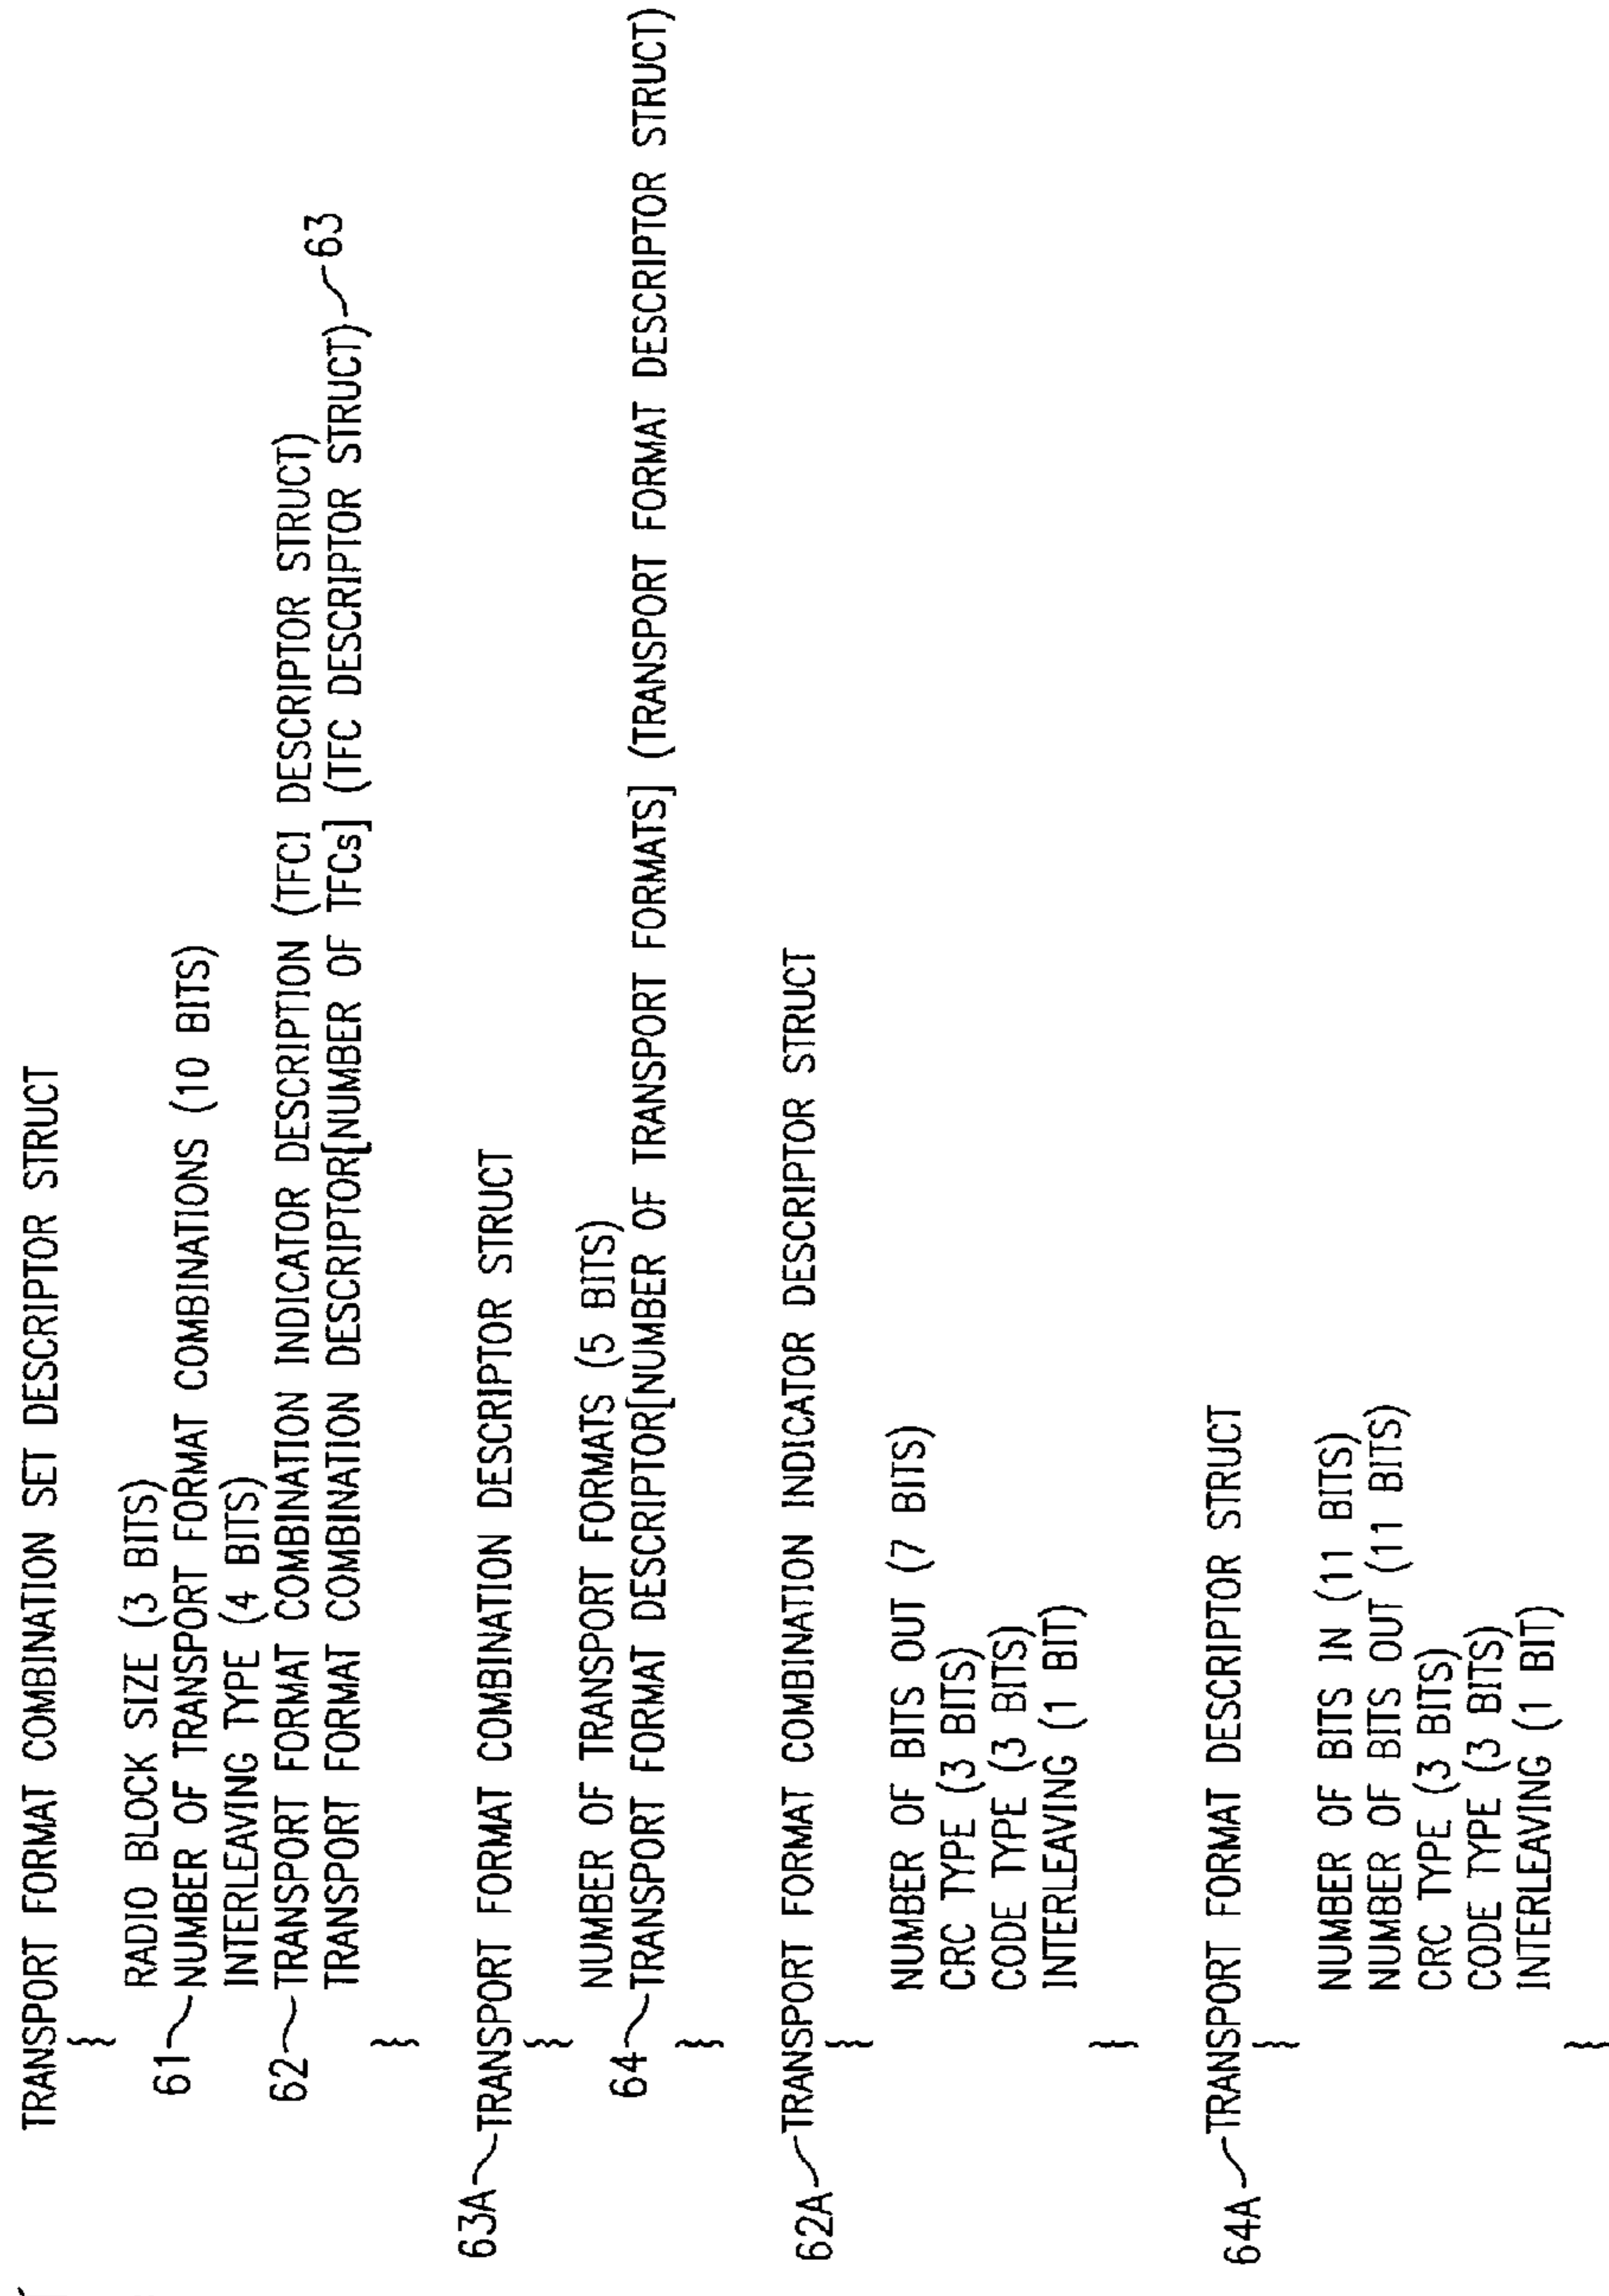 TRANSPORT FORMAT COMBINATION SET DESCRIPTOR STRUCT
{
RADIO BLOCK SIZE (3 BITS)
61 NUMBER OF TRANSPORT FORMAT COMBINATIONS (10 BITS)
INTERLEAVING TYPE (4 BITS)
62 TRANSPORT FORMAT COMBINATION INDICATOR DESCRIPTION (TFCI DESCRIPTOR STRUCT)
TRANSPORT FORMAT COMBINATION DESCRIPTOR[NUMBER OF TFCs] (TFC DESCRIPTOR STRUCT) 63
}
63A TRANSPORT FORMAT COMBINATION DESCRIPTOR STRUCT
{
NUMBER OF TRANSPORT FORMATS (5 BITS)
64 TRANSPORT FORMAT DESCRIPTOR[NUMBER OF TRANSPORT FORMATS] (TRANSPORT FORMAT DESCRIPTOR STRUCT)
}
62A TRANSPORT FORMAT COMBINATION INDICATOR DESCRIPTOR STRUCT
{
NUMBER OF BITS OUT (7 BITS)
CRC TYPE (3 BITS)
CODE TYPE (3 BITS)
INTERLEAVING (1 BIT)
}
64A TRANSPORT FORMAT DESCRIPTOR STRUCT
{
NUMBER OF BITS IN (11 BITS)
NUMBER OF BITS OUT (11 BITS)
CRC TYPE (3 BITS)
CODE TYPE (3 BITS)
INTERLEAVING (1 BIT)
}